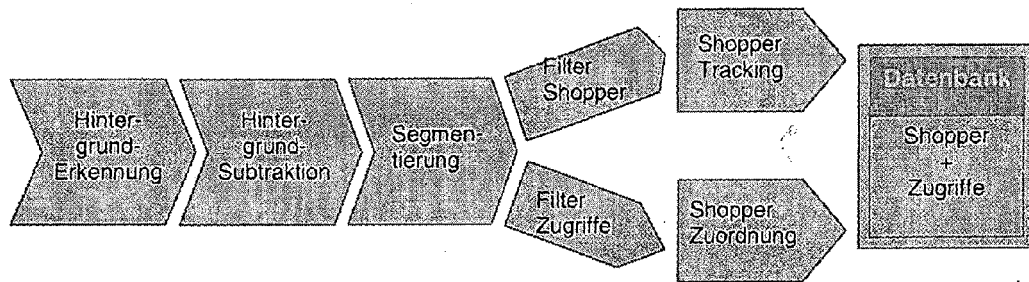 Hinter-
grund-
Erkennung
Hinter-
grund-
Subtraktion
Segmen-
tierung
Filter
Shopper
Filter
Zugriffe
Shopper
Tracking
Shopper
Zuordnung
Datenbank
Shopper
+
Zugriffe